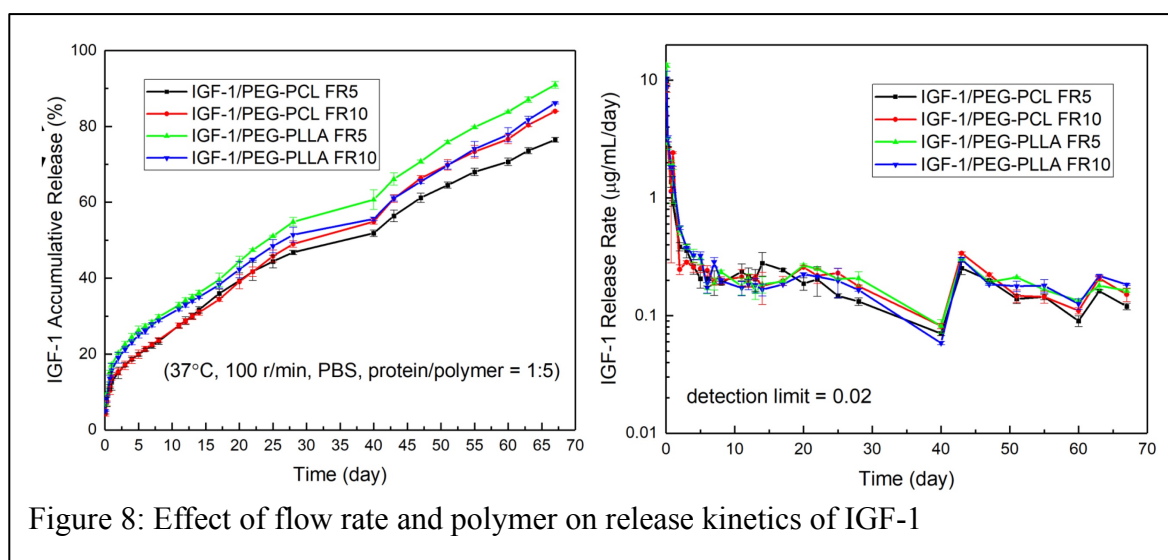 IGF-1 Accumulative Release (%)
100
80
60
40
20
0
IGF-1/PEG-PCL FR5
IGF-1/PEG-PCL FR10
IGF-1/PEG-PLLA FR5
IGF-1/PEG-PLLA FR10
(37°C, 100 r/min, PBS, protein/polymer = 1:5)
0 5 10 15 20 25 30 35 40 45 50 55 60 65 70 75
Time (day)
IGF-1 Release Rate (μg/mL/day)
10
1
0.1
0.01
IGF-1/PEG-PCL FR5
IGF-1/PEG-PCL FR10
IGF-1/PEG-PLLA FR5
IGF-1/PEG-PLLA FR10
detection limit = 0.02
0 10 20 30 40 50 60 70
Time (day)
Figure 8: Effect of flow rate and polymer on release kinetics of IGF-1